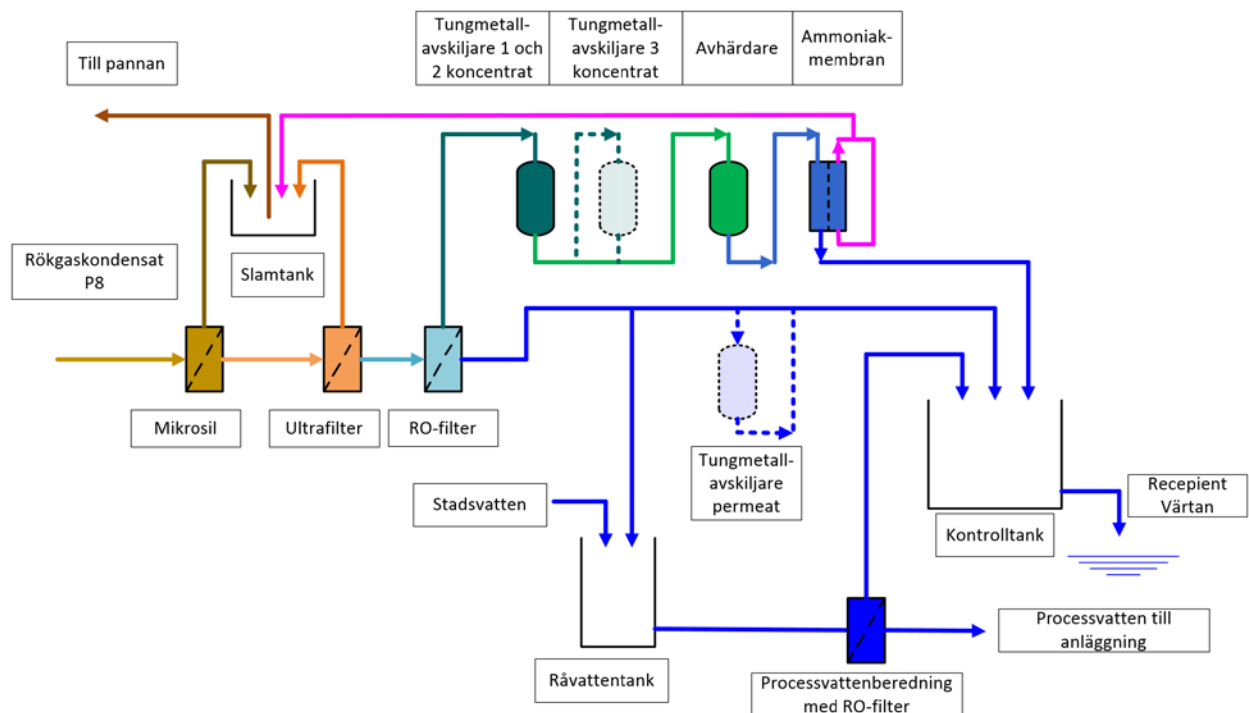 Tungmetall-
avskiljare 1 och
2 koncentrat
Tungmetall-
avskiljare 3
koncentrat
Avhärdare
Ammoniak-
membran
Till pannan
Rökgaskondensat
P8
Slamtank
Mikrosil
Ultrafilter
RO-filter
Tungmetall-
avskiljare
permeat
Stadsvatten
Recepient
Värtan
Kontrolltank
Processvatten till
anläggning
Råvattentank
Processvattenberedning
med RO-filter